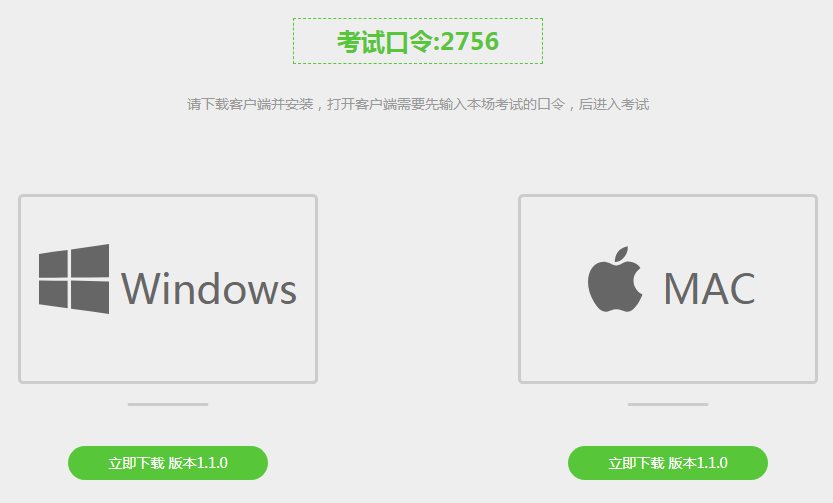 考试口令:2756
请下载客户端并安装，打开客户端需要先输入本场考试的口令，后进入考试
Windows
MAC
立即下载 版本1.1.0
立即下载 版本1.1.0